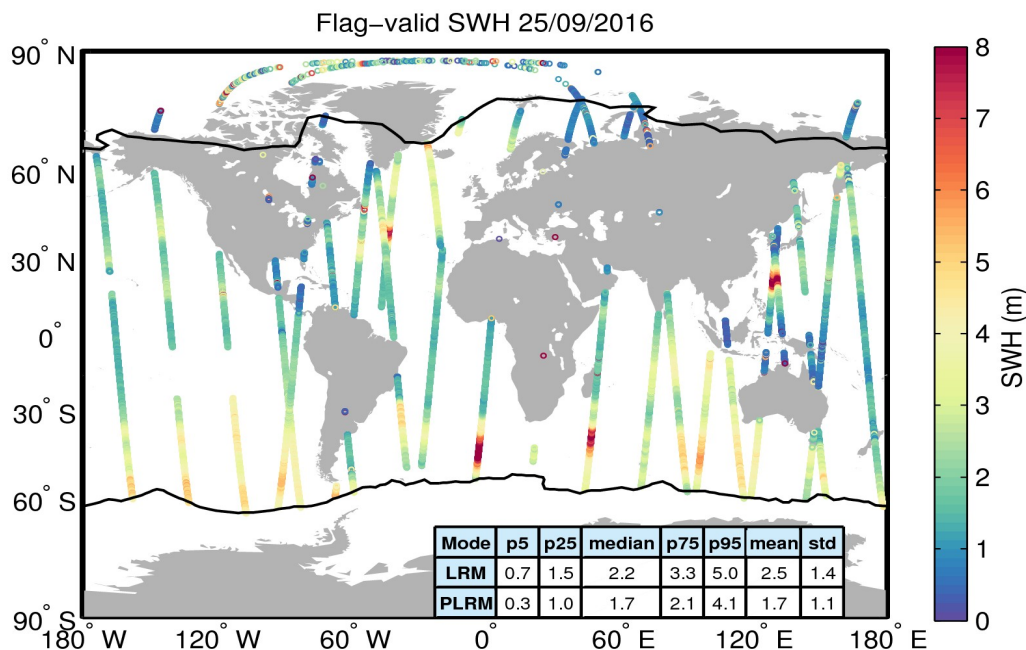 Flag−valid SWH 25/09/2016
90° N
60° N
30° N
0°
30° S
60° S
90° S
180° W
120° W
60° W
0°
60° E
120° E
180° E
Mode p5 p25 median p75 p95 mean std
LRM 0.7 1.5 2.2 3.3 5.0 2.5 1.4
PLRM 0.3 1.0 1.7 2.1 4.1 1.7 1.1
8
7
6
5
4
3
2
1
0
SWH (m)